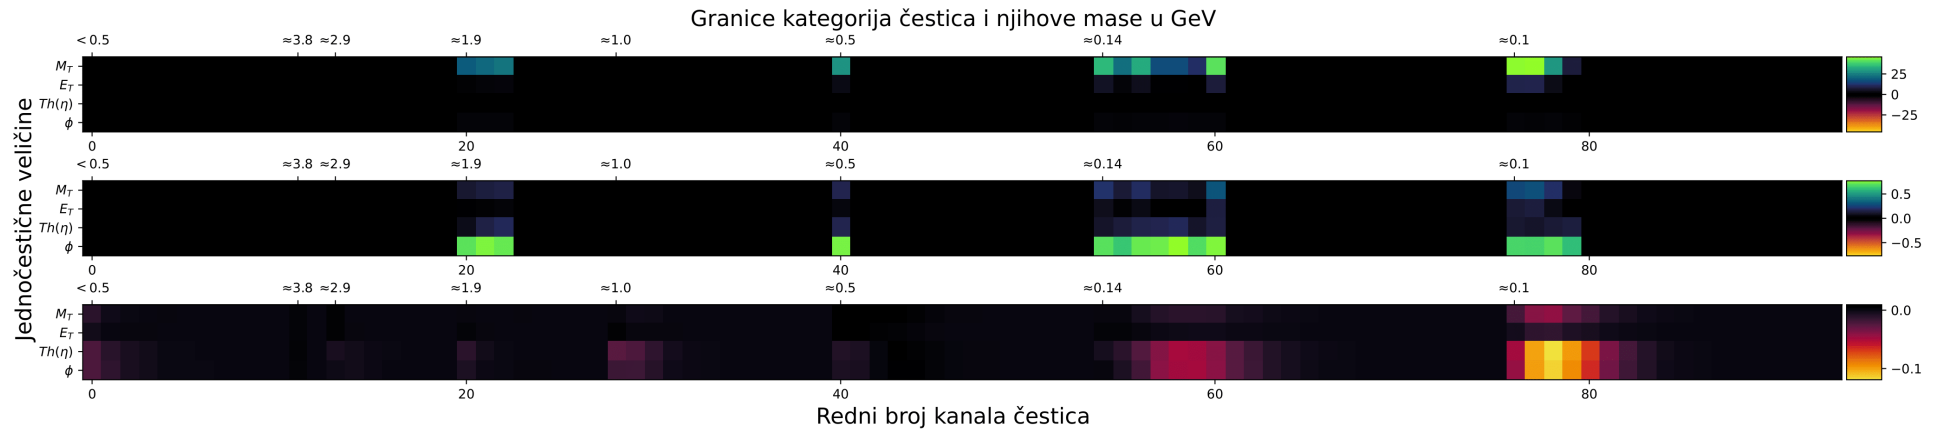 Granice kategorija čestica i njihove mase u GeV
< 0.5 ≈3.8 ≈2.9 ≈1.9 ≈1.0 ≈0.5 ≈0.14 ≈0.1
M_T
E_T
Th(η)
ϕ
0 20 40 60 80
25
0
−25
< 0.5 ≈3.8 ≈2.9 ≈1.9 ≈1.0 ≈0.5 ≈0.14 ≈0.1
M_T
E_T
Th(η)
ϕ
0 20 40 60 80
0.5
0.0
−0.5
< 0.5 ≈3.8 ≈2.9 ≈1.9 ≈1.0 ≈0.5 ≈0.14 ≈0.1
M_T
E_T
Th(η)
ϕ
0 20 40 60 80
0.0
−0.1
Jednočestične veličine
Redni broj kanala čestica